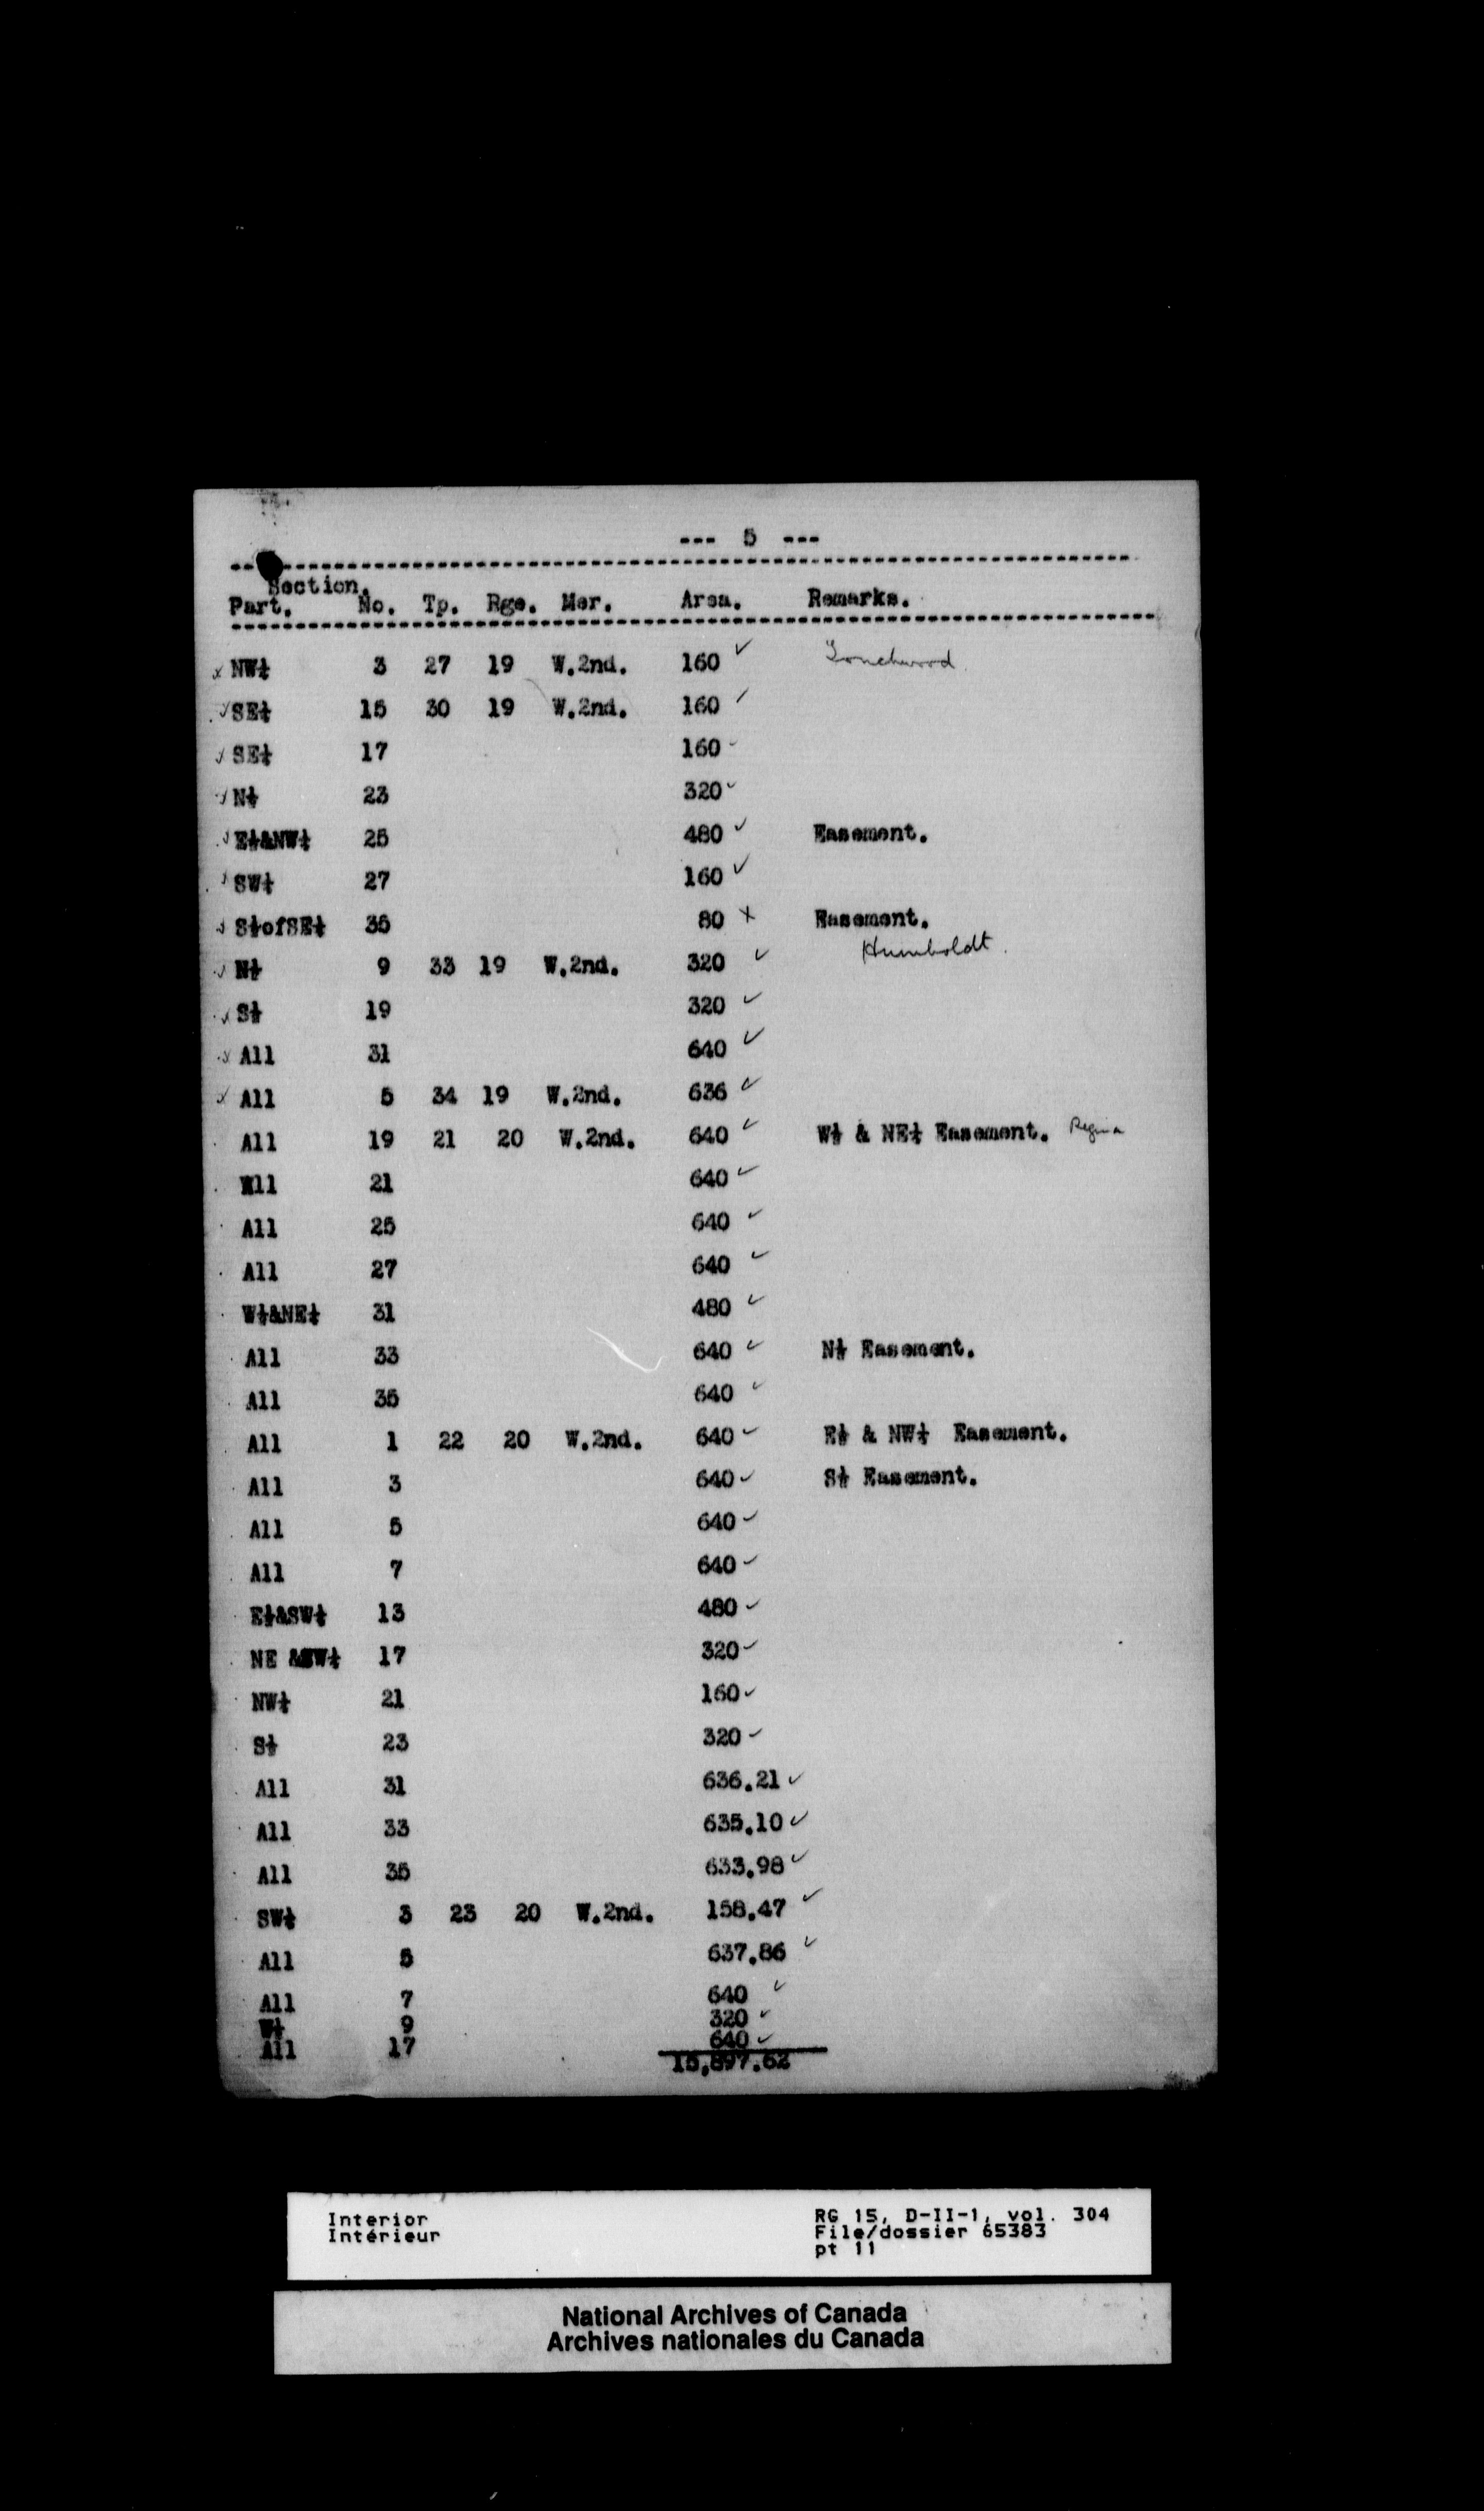 --- 5 ---
Section.
Part. No. Tp. Rge. Mer. Area. Remarks.
NW¼ 3 27 19 W.2nd. 160 ✓
SE¼ 15 30 19 W.2nd. 160 ✓
SE¼ 17 160
N½ 23 320 ✓
E½&NW¼ 25 480 ✓ Easement.
SW¼ 27 160 ✓
S½ofSE¼ 35 80 x Easement.
Humboldt.
N½ 9 33 19 W.2nd. 320 ✓
S½ 19 320 ✓
All 31 640 ✓
All 5 34 19 W.2nd. 636 ✓
All 19 21 20 W.2nd. 640 ✓ W½ & NE¼ Easement. Regina
All 21 640 ✓
All 25 640 ✓
All 27 640 ✓
W½&NE¼ 31 480 ✓
All 33 640 ✓ N½ Easement.
All 35 640 ✓
All 1 22 20 W.2nd. 640 ✓ E½ & NW¼ Easement.
All 3 640 ✓ S½ Easement.
All 5 640 ✓
All 7 640 ✓
E½&SW¼ 13 480 ✓
NE &SW¼ 17 320 ✓
NW¼ 21 160 ✓
S½ 23 320 ✓
All 31 636.21 ✓
All 33 635.10 ✓
All 35 633.98 ✓
SW¼ 3 23 20 W.2nd. 158.47 ✓
All 5 637.86 ✓
All 7 640 ✓
W½ 9 320 ✓
All 17 640 ✓
15,897.62
Interior RG 15, D-II-1, vol. 304
Intérieur File/dossier 65383
pt 11
National Archives of Canada
Archives nationales du Canada